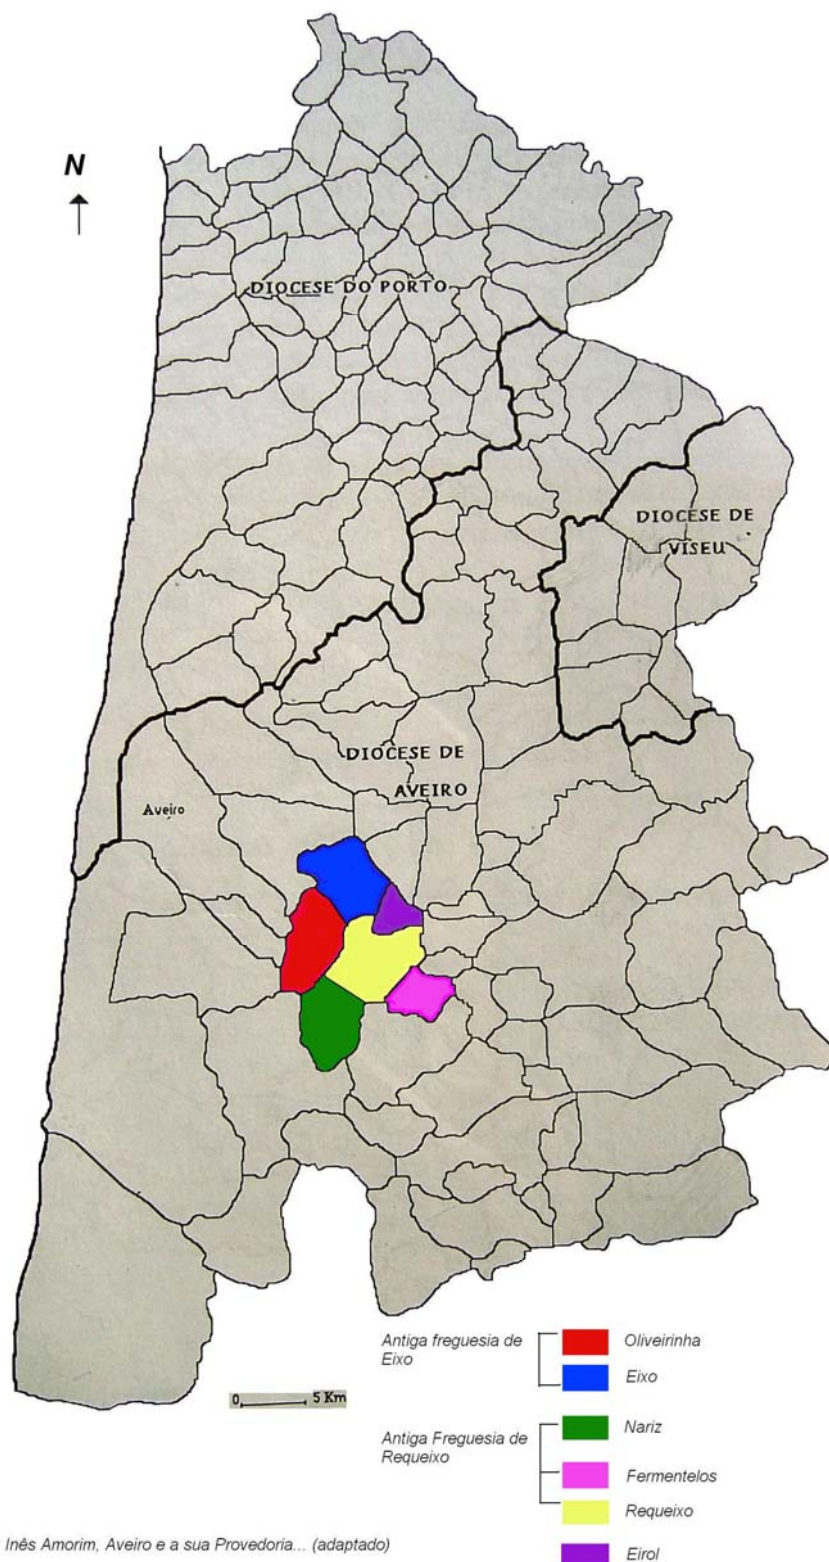 N
DIOCESE DO PORTO
DIOCESE DE
VISEU
DIOCESE DE
AVEIRO
Aveiro
Antiga freguesia de
Eixo
Oliveirinha
Eixo
Antiga Freguesia de
Requeixo
Nariz
Fermentelos
Requeixo
Eirol
0 5 Km
Inês Amorim, Aveiro e a sua Provedoria... (adaptado)